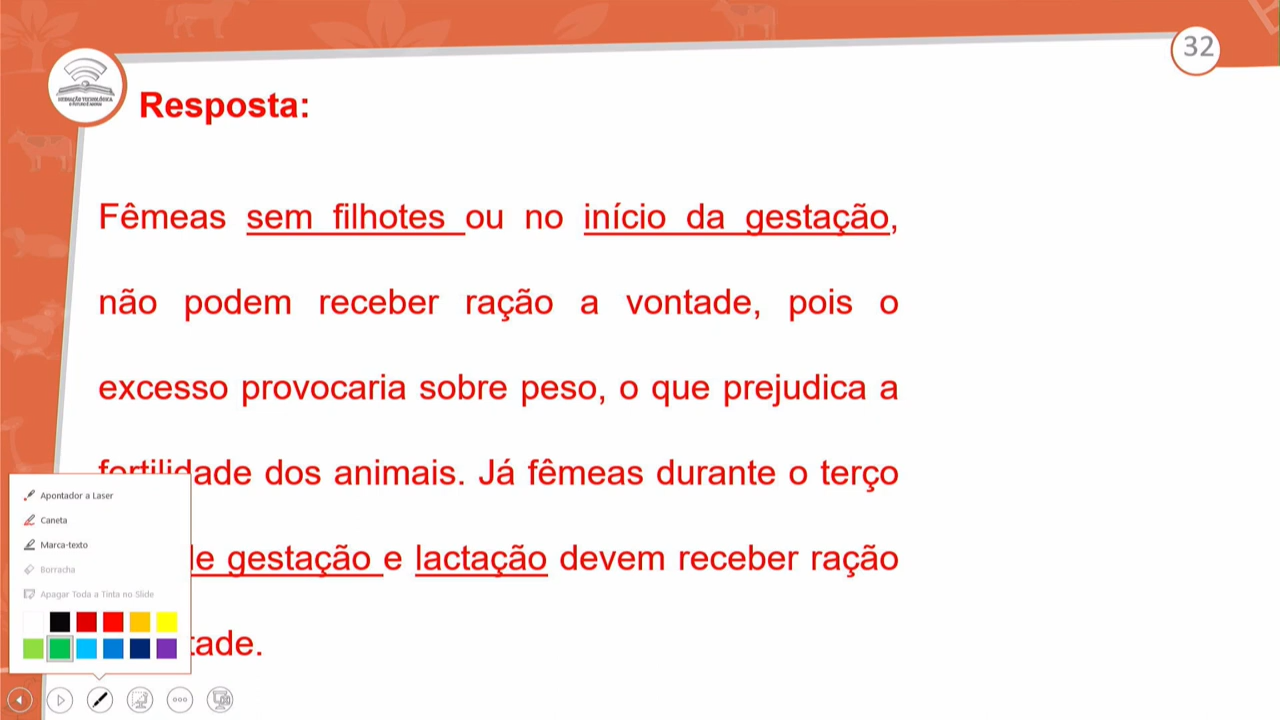 32
Resposta:
Fêmeas sem filhotes ou no início da gestação,
não podem receber ração a vontade, pois o
excesso provocaria sobre peso, o que prejudica a
fertilidade dos animais. Já fêmeas durante o terço
de gestação e lactação devem receber ração
tade.
Apontador a Laser
Caneta
Marca-texto
Borracha
Apagar Toda a Tinta no Slide